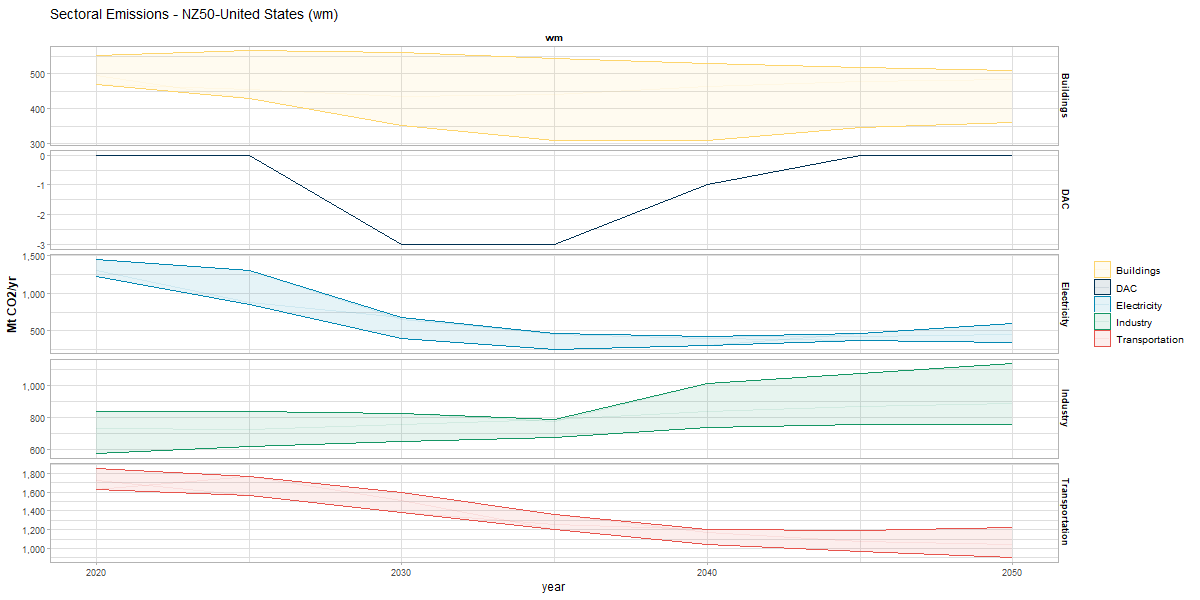 Sectoral Emissions - NZ50-United States (wm)
wm
500
400
300
Buildings
0
-1
-2
-3
DAC
1,500
1,000
500
Electricity
1,000
800
600
Industry
1,800
1,600
1,400
1,200
1,000
Transportation
Mt CO2/yr
2020
2030
2040
2050
year
Buildings
DAC
Electricity
Industry
Transportation